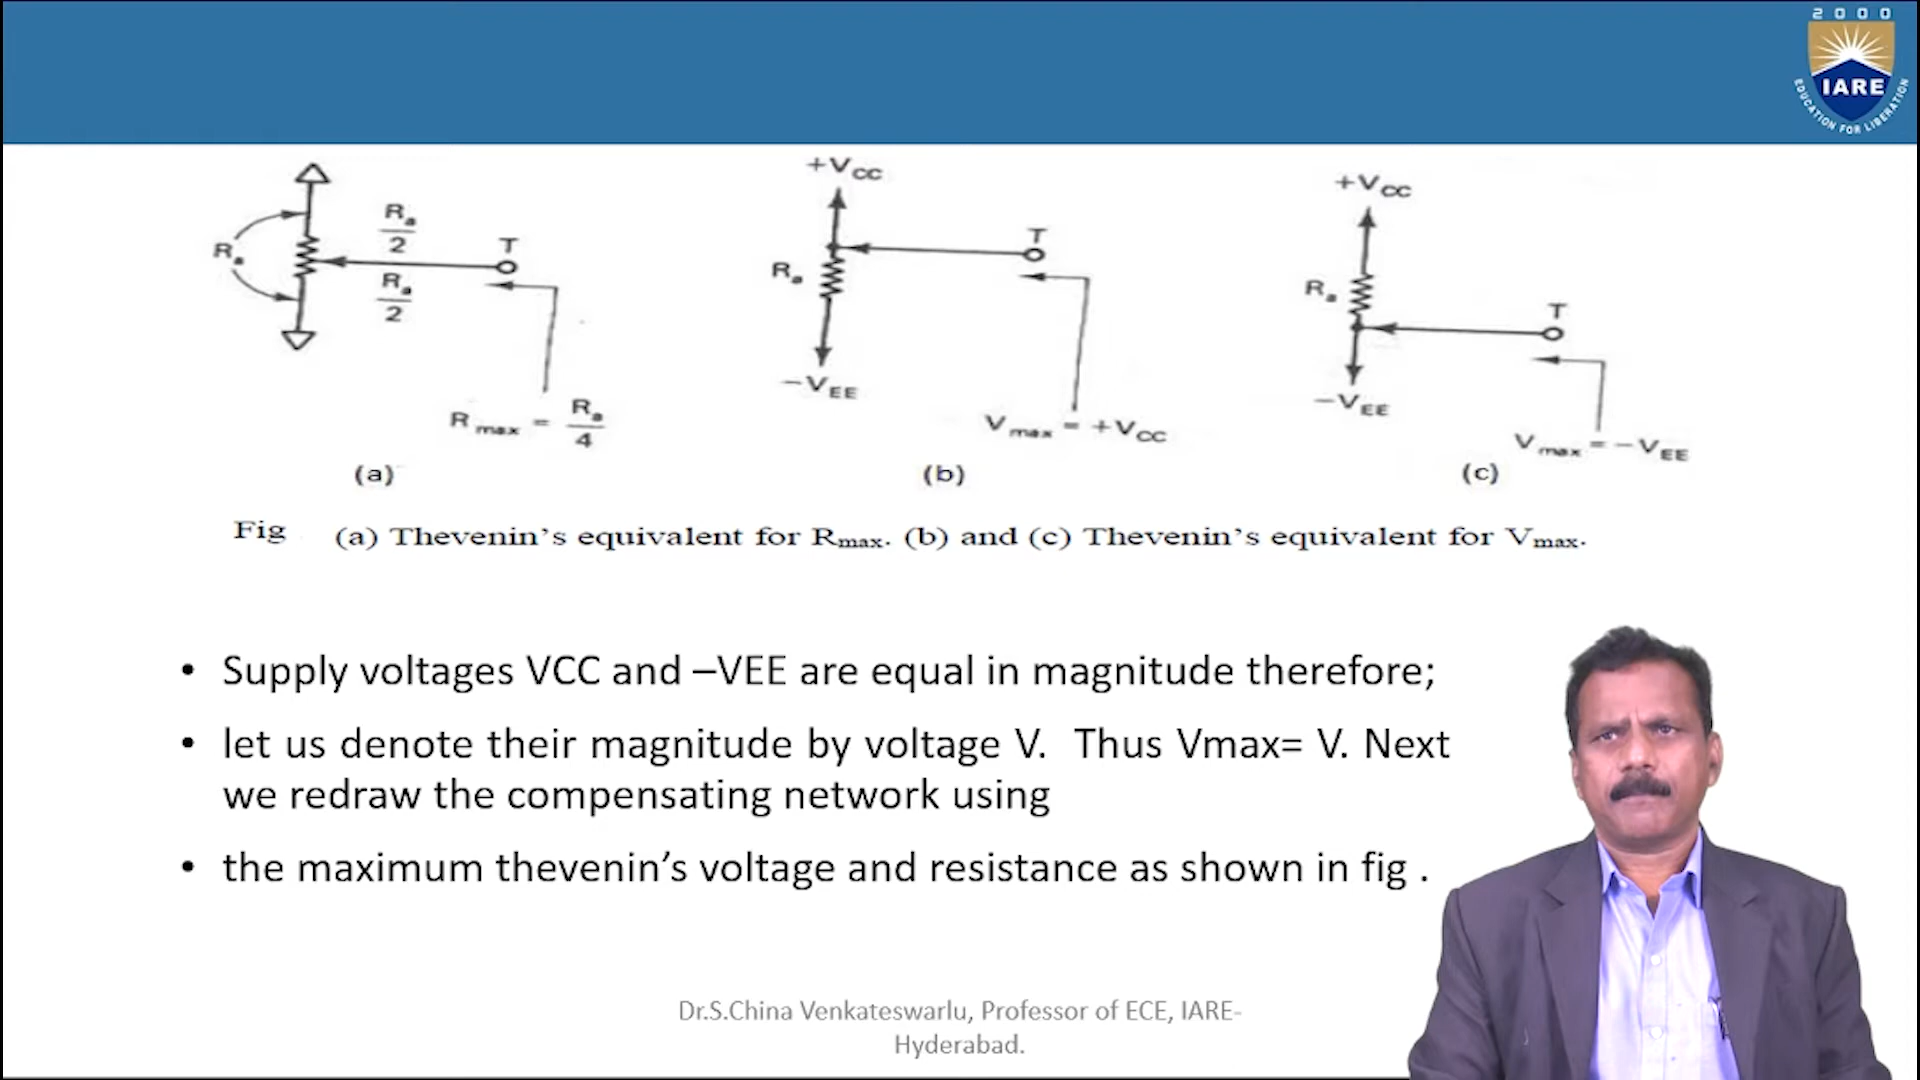 2000
IARE
EDUCATION FOR LIBERATION
+VCC
+VCC
Ra/2
T
T
Ra
Ra
Ra/2
Ra
T
-VEE
-VEE
Rmax = Ra/4
Vmax = +VCC
Vmax = -VEE
(a)
(b)
(c)
Fig (a) Thevenin's equivalent for Rmax. (b) and (c) Thevenin's equivalent for Vmax.
• Supply voltages VCC and –VEE are equal in magnitude therefore;
• let us denote their magnitude by voltage V. Thus Vmax= V. Next
we redraw the compensating network using
• the maximum thevenin’s voltage and resistance as shown in fig .
Dr.S.China Venkateswarlu, Professor of ECE, IARE-
Hyderabad.